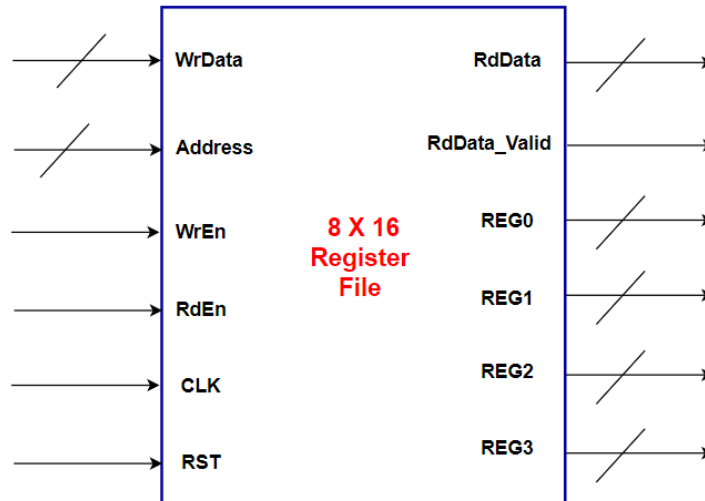 WrData
Address
WrEn
RdEn
CLK
RST
8 X 16
Register
File
RdData
RdData_Valid
REG0
REG1
REG2
REG3